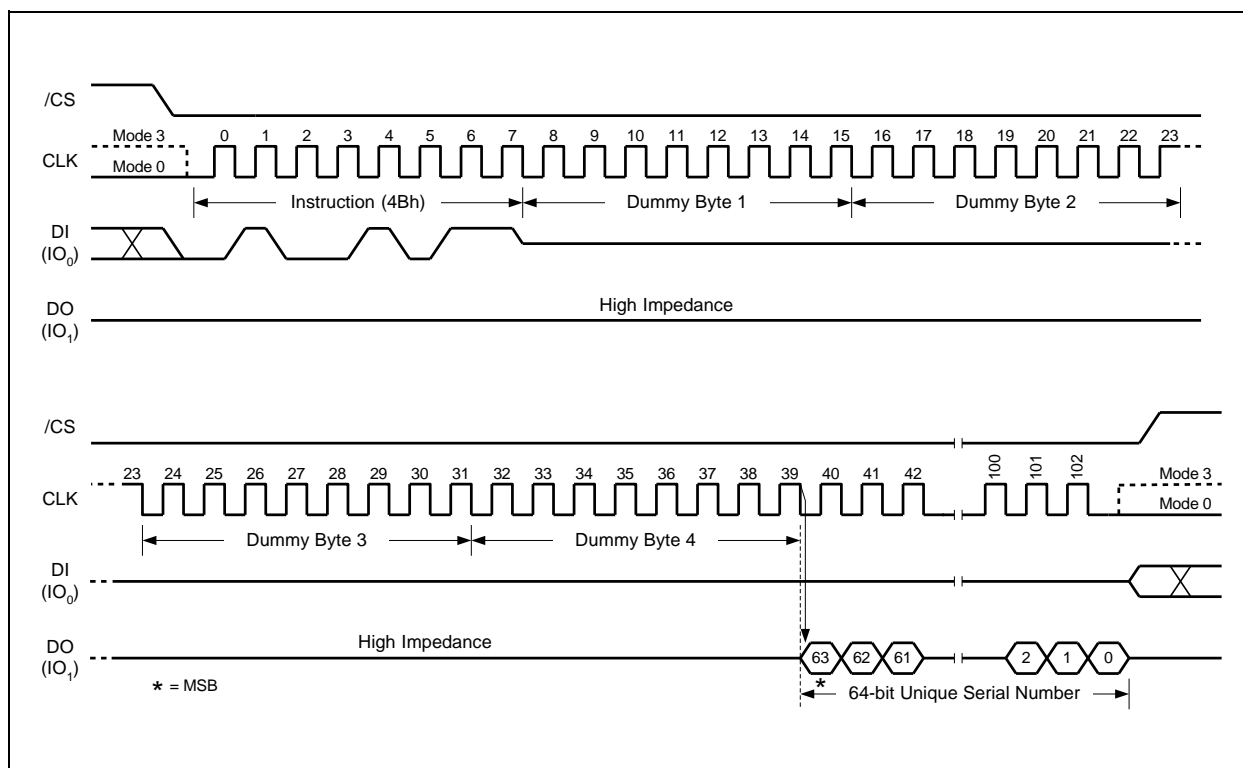 /CS
Mode 3 0 1 2 3 4 5 6 7 8 9 10 11 12 13 14 15 16 17 18 19 20 21 22 23
CLK Mode 0
Instruction (4Bh) Dummy Byte 1 Dummy Byte 2
DI
(IO0)
High Impedance
DO
(IO1)
/CS
23 24 25 26 27 28 29 30 31 32 33 34 35 36 37 38 39 40 41 42 100 101 102 Mode 3
CLK Mode 0
Dummy Byte 3 Dummy Byte 4
DI
(IO0)
High Impedance
DO
(IO1)
63 62 61 2 1 0
* = MSB * 64-bit Unique Serial Number